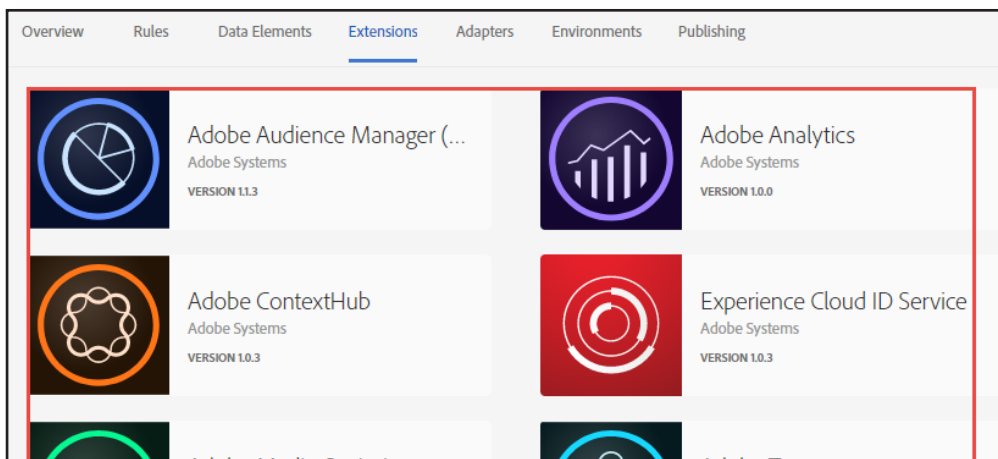 Overview Rules Data Elements Extensions Adapters Environments Publishing
Adobe Audience Manager (...
Adobe Systems
VERSION 1.1.3
Adobe Analytics
Adobe Systems
VERSION 1.0.0
Adobe ContextHub
Adobe Systems
VERSION 1.0.3
Experience Cloud ID Service
Adobe Systems
VERSION 1.0.3